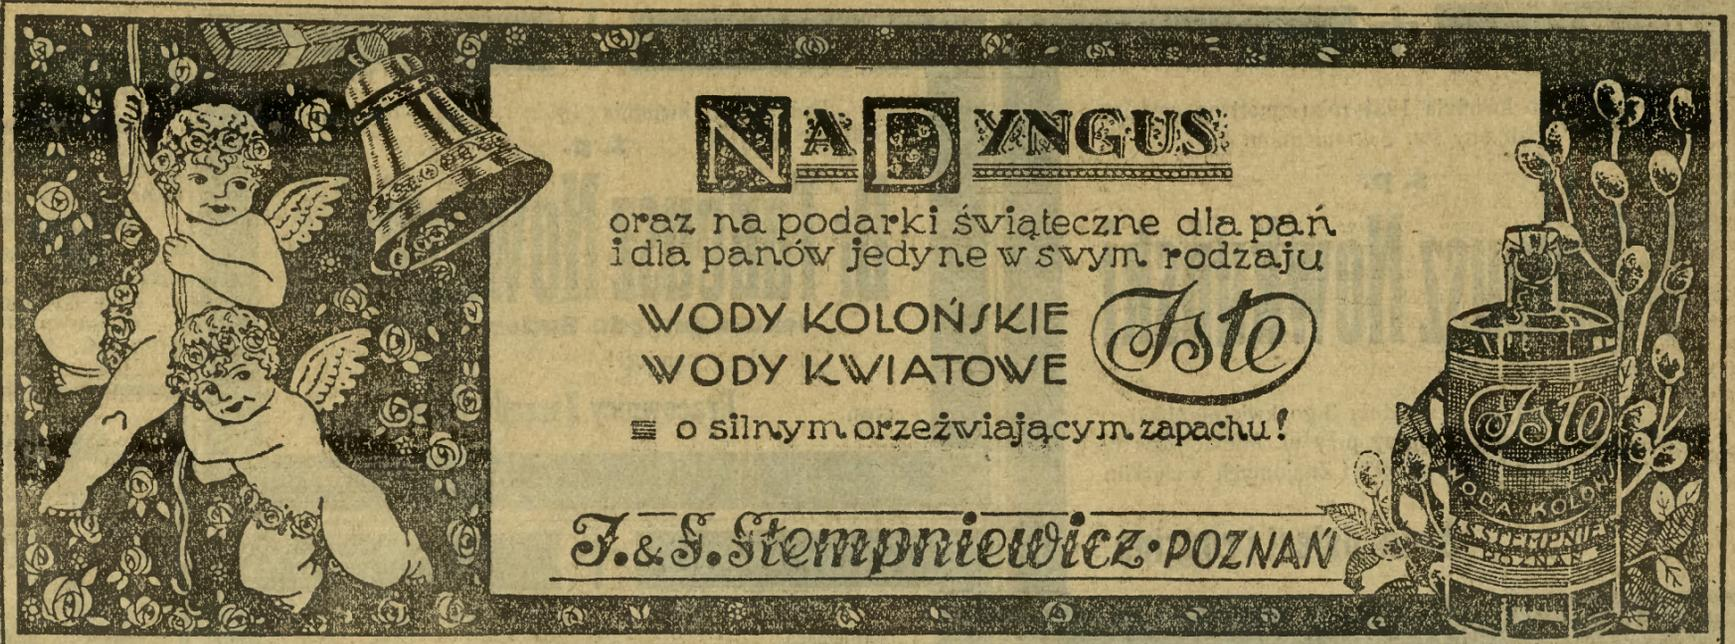 NA DYNGUS
oraz na podarki świąteczne dla pań
i dla panów jedyne w swym rodzaju
WODY KOLOŃSKIE
WODY KWIATOWE
Iste
o silnym orzeźwiającym zapachu!
J. & S. Stempniewicz • POZNAŃ
Iste
WODA KOLOŃ
&S.STEMPNIE
POZNAŃ